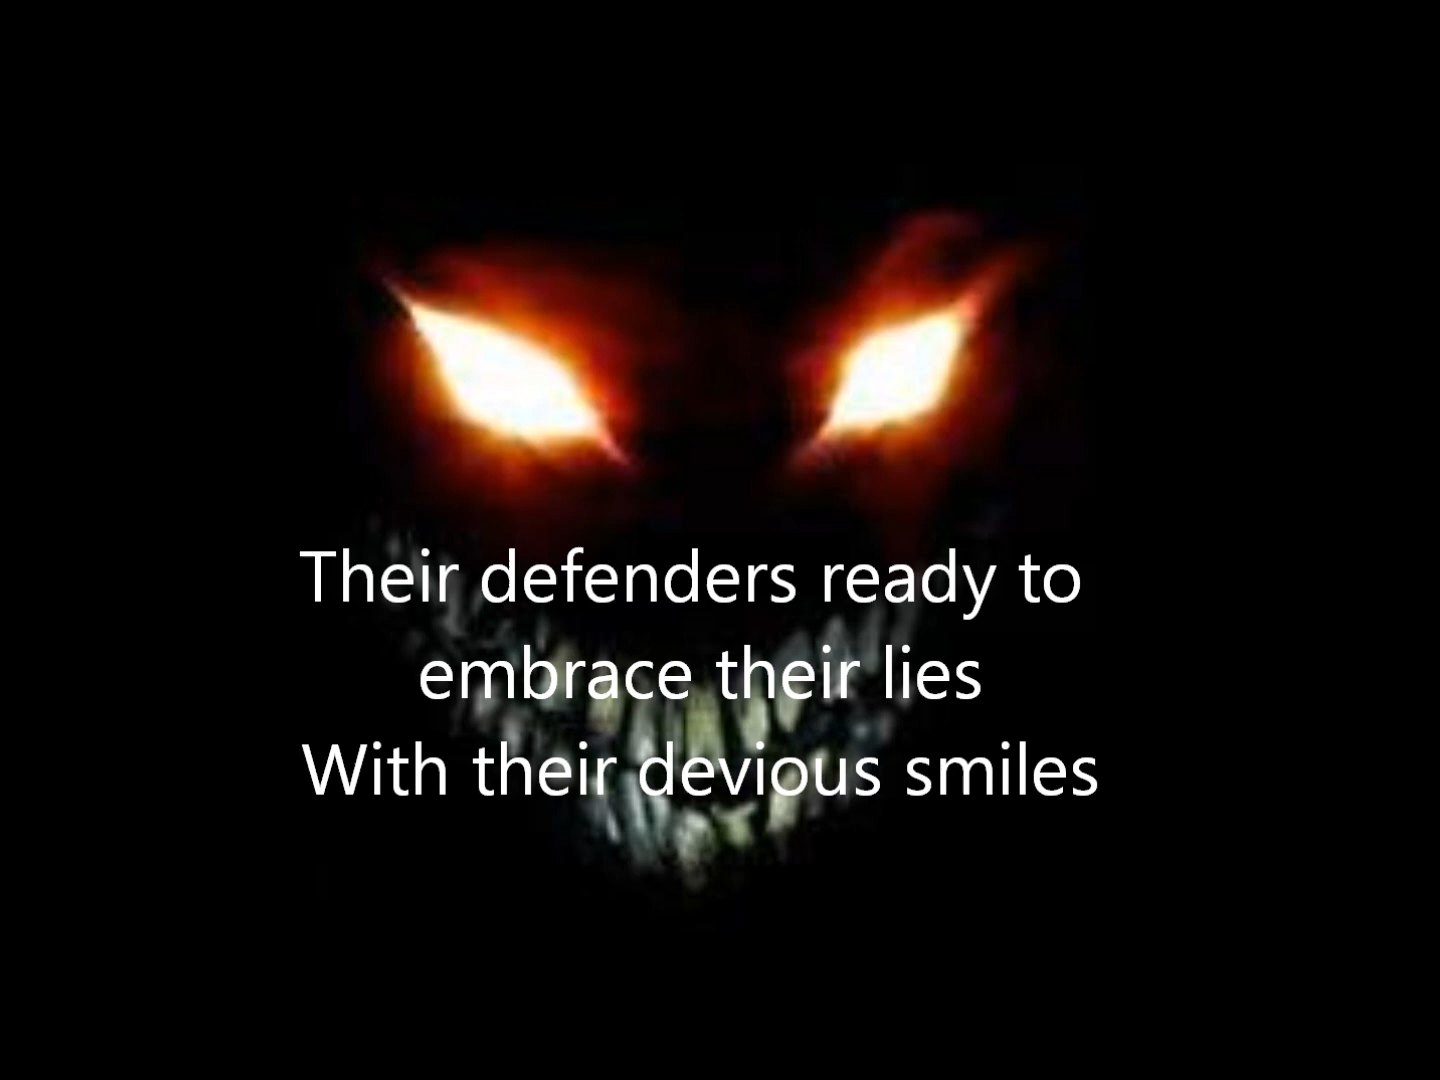 Their defenders ready to
embrace their lies
With their devious smiles